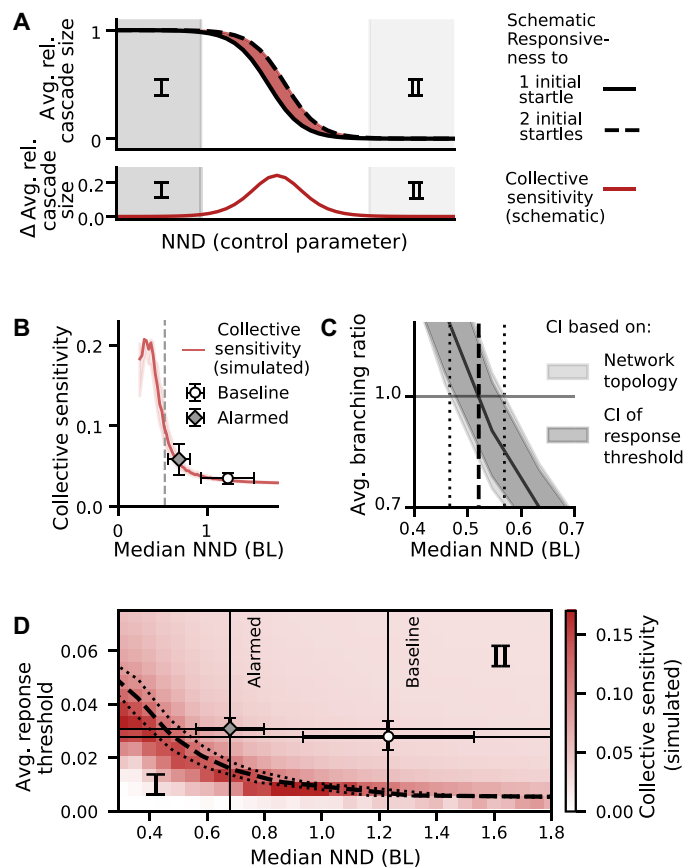 A
Avg. rel.
cascade size
1
0
I
II
Schematic
Responsive-
ness to
1 initial
startle
2 initial
startles
Δ Avg. rel.
cascade
size
0.2
0.0
I
II
Collective
sensitivity
(schematic)
NND (control parameter)
B
Collective sensitivity
0.2
0.1
0.0
0
1
Median NND (BL)
Collective
sensitivity
(simulated)
Baseline
Alarmed
C
Avg. branching ratio
1.0
0.7
0.4
0.5
0.6
0.7
Median NND (BL)
CI based on:
Network
topology
CI of
response
threshold
D
Avg. reponse
threshold
0.06
0.04
0.02
0.00
Alarmed
Baseline
I
II
0.4
0.6
0.8
1.0
1.2
1.4
1.6
1.8
Median NND (BL)
0.15
0.10
0.05
0.00
Collective sensitivity
(simulated)